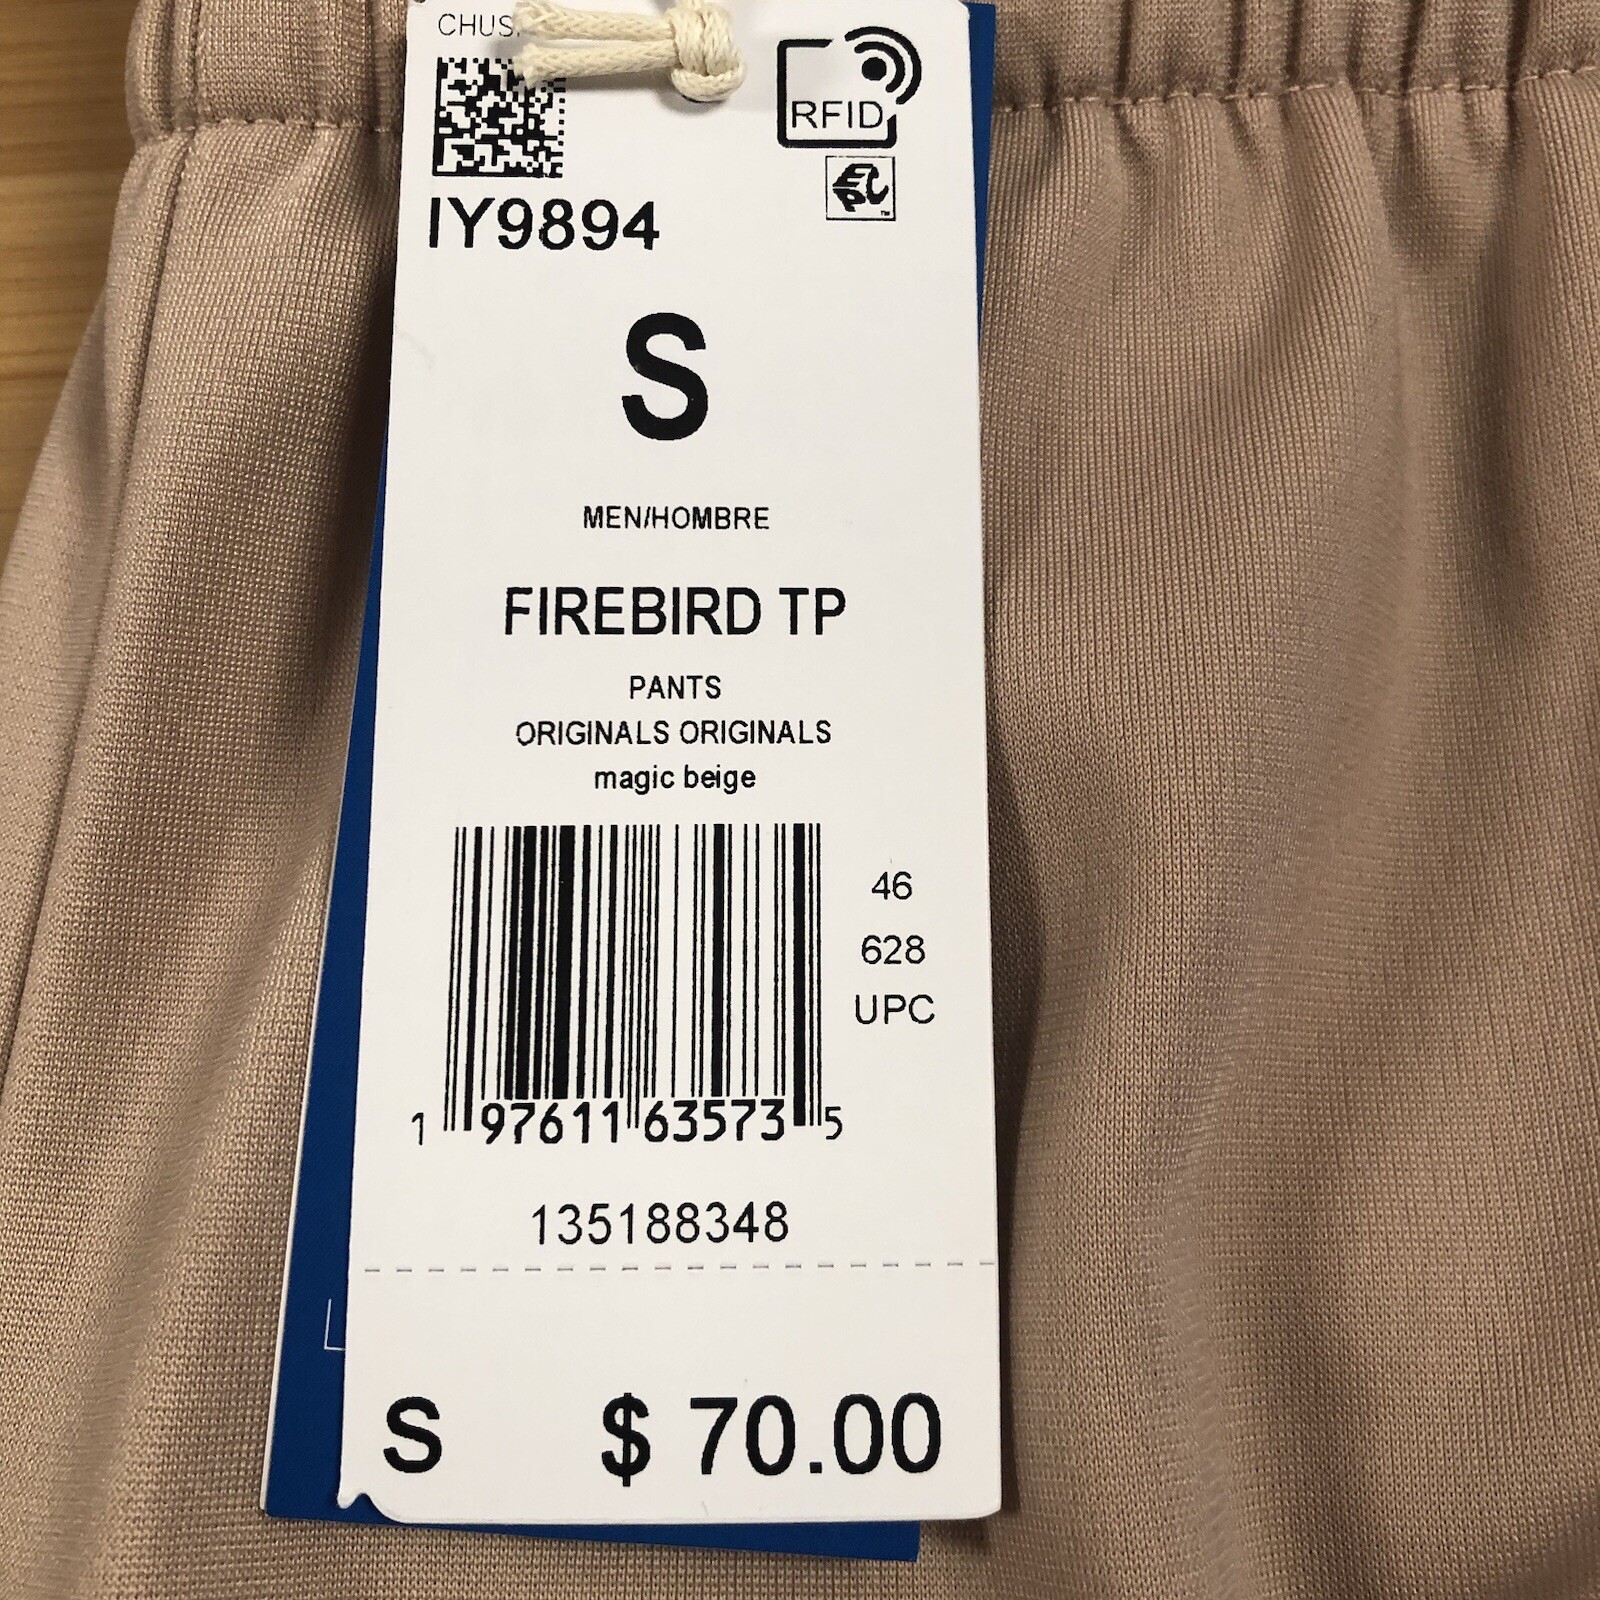 RFID
IY9894
S
MEN/HOMBRE
FIREBIRD TP
PANTS
ORIGINALS ORIGINALS
magic beige
46
628
UPC
1 97611 63573 5
135188348
S $ 70.00